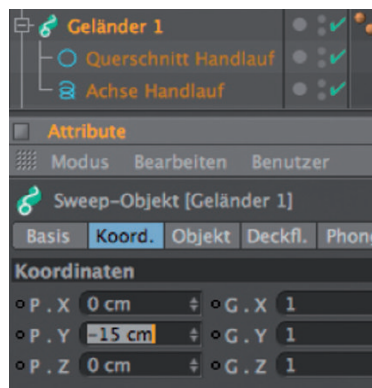 Geländer 1
Querschnitt Handlauf
Achse Handlauf
Attribute
Modus Bearbeiten Benutzer
Sweep-Objekt [Geländer 1]
Basis Koord. Objekt Deckfl. Phong
Koordinaten
P . X 0 cm G . X 1
P . Y -15 cm G . Y 1
P . Z 0 cm G . Z 1